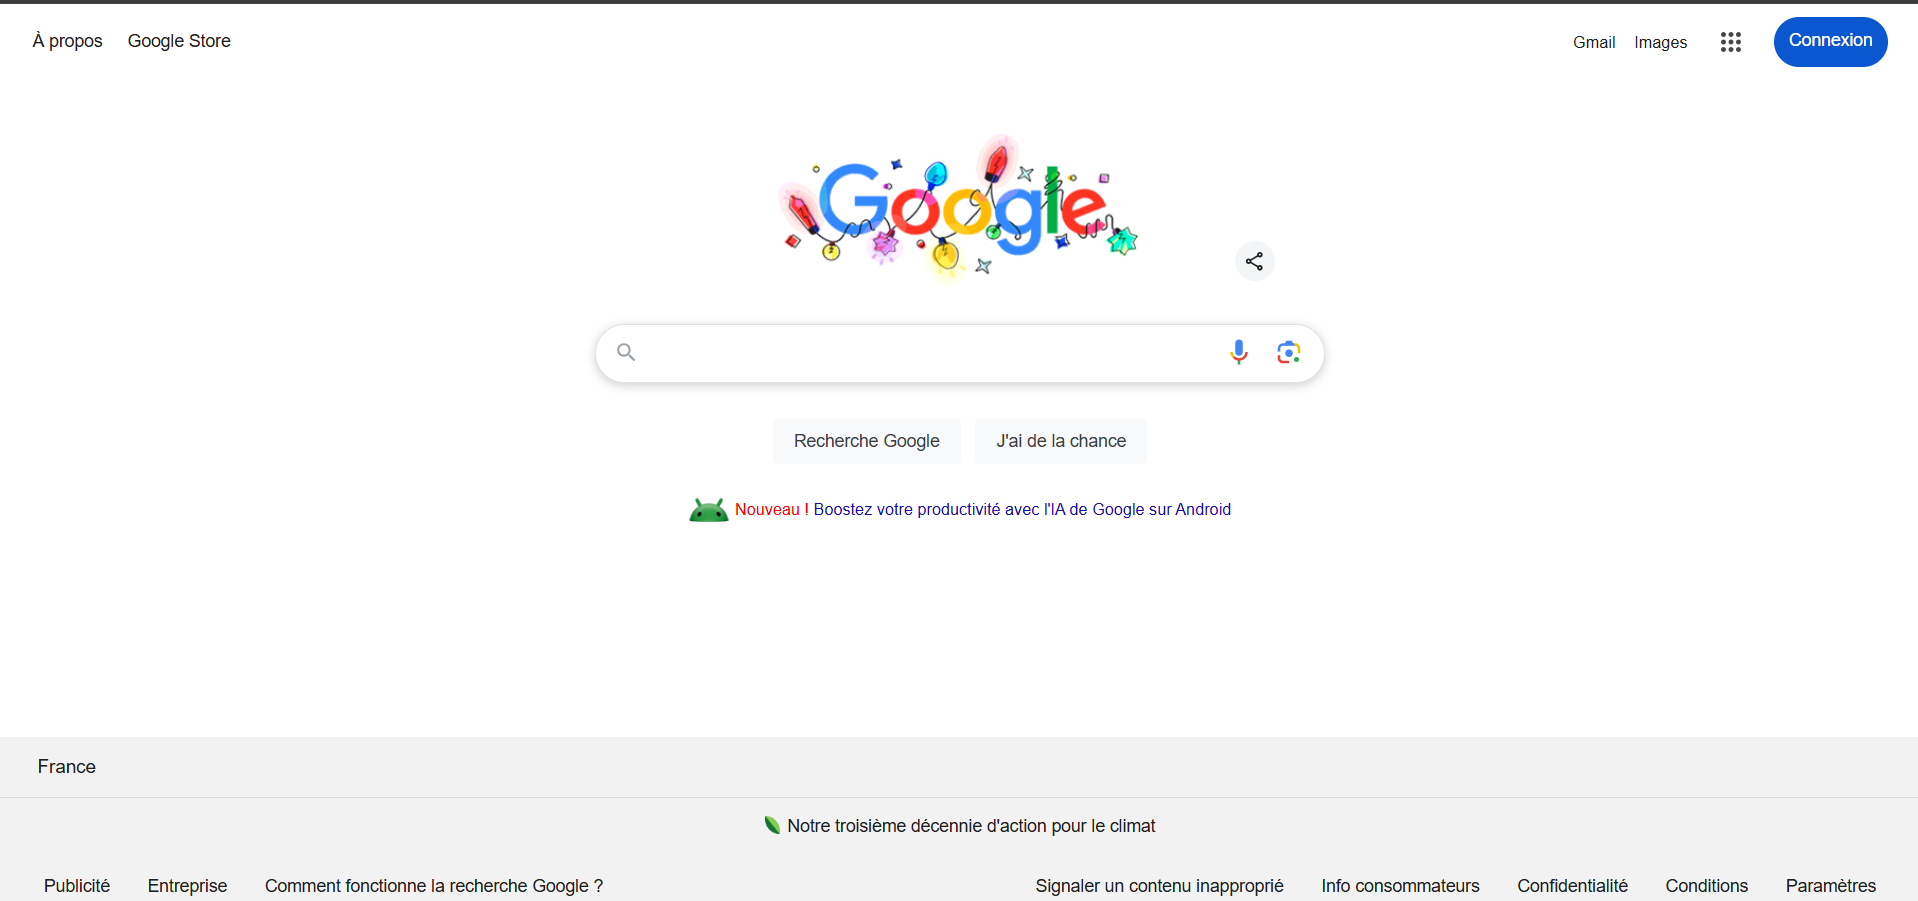 À propos Google Store Gmail Images Connexion
Google
Recherche Google J'ai de la chance
Nouveau ! Boostez votre productivité avec l'IA de Google sur Android
France
Notre troisième décennie d'action pour le climat
Publicité Entreprise Comment fonctionne la recherche Google ? Signaler un contenu inapproprié Info consommateurs Confidentialité Conditions Paramètres